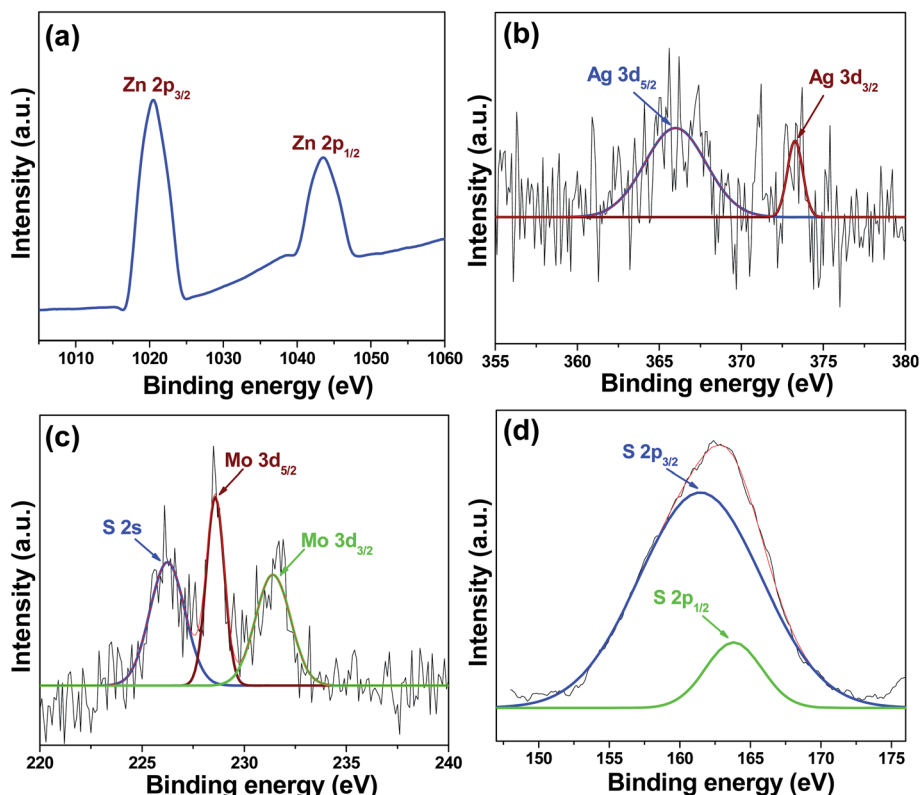 (a)
Zn 2p3/2
Zn 2p1/2
Intensity (a.u.)
1010 1020 1030 1040 1050 1060
Binding energy (eV)
(b)
Ag 3d5/2
Ag 3d3/2
Intensity (a.u.)
355 360 365 370 375 380
Binding energy (eV)
(c)
Mo 3d5/2
S 2s
Mo 3d3/2
Intensity (a.u.)
220 225 230 235 240
Binding energy (eV)
(d)
S 2p3/2
S 2p1/2
Intensity (a.u.)
150 155 160 165 170 175
Binding energy (eV)